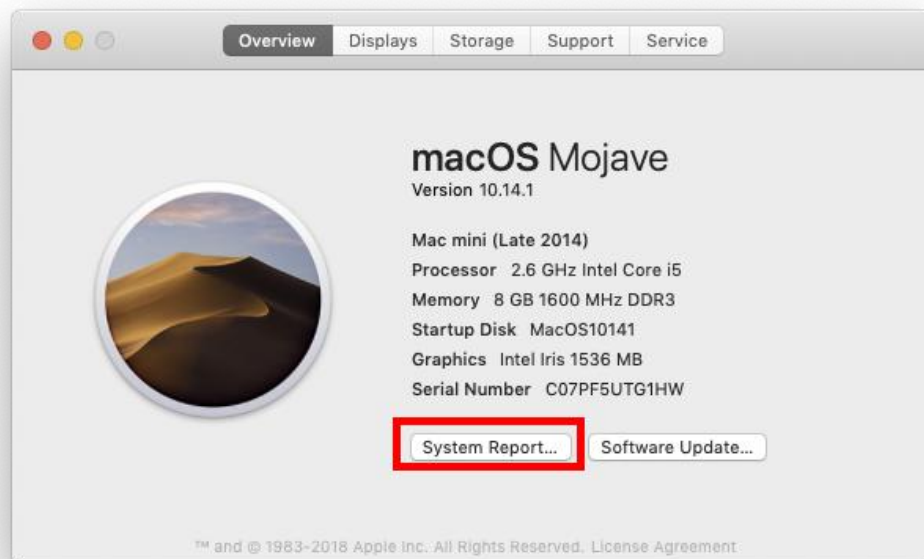 Overview Displays Storage Support Service
macOS Mojave
Version 10.14.1
Mac mini (Late 2014)
Processor 2.6 GHz Intel Core i5
Memory 8 GB 1600 MHz DDR3
Startup Disk MacOS10141
Graphics Intel Iris 1536 MB
Serial Number C07PF5UTG1HW
System Report... Software Update...
™ and © 1983-2018 Apple Inc. All Rights Reserved. License Agreement